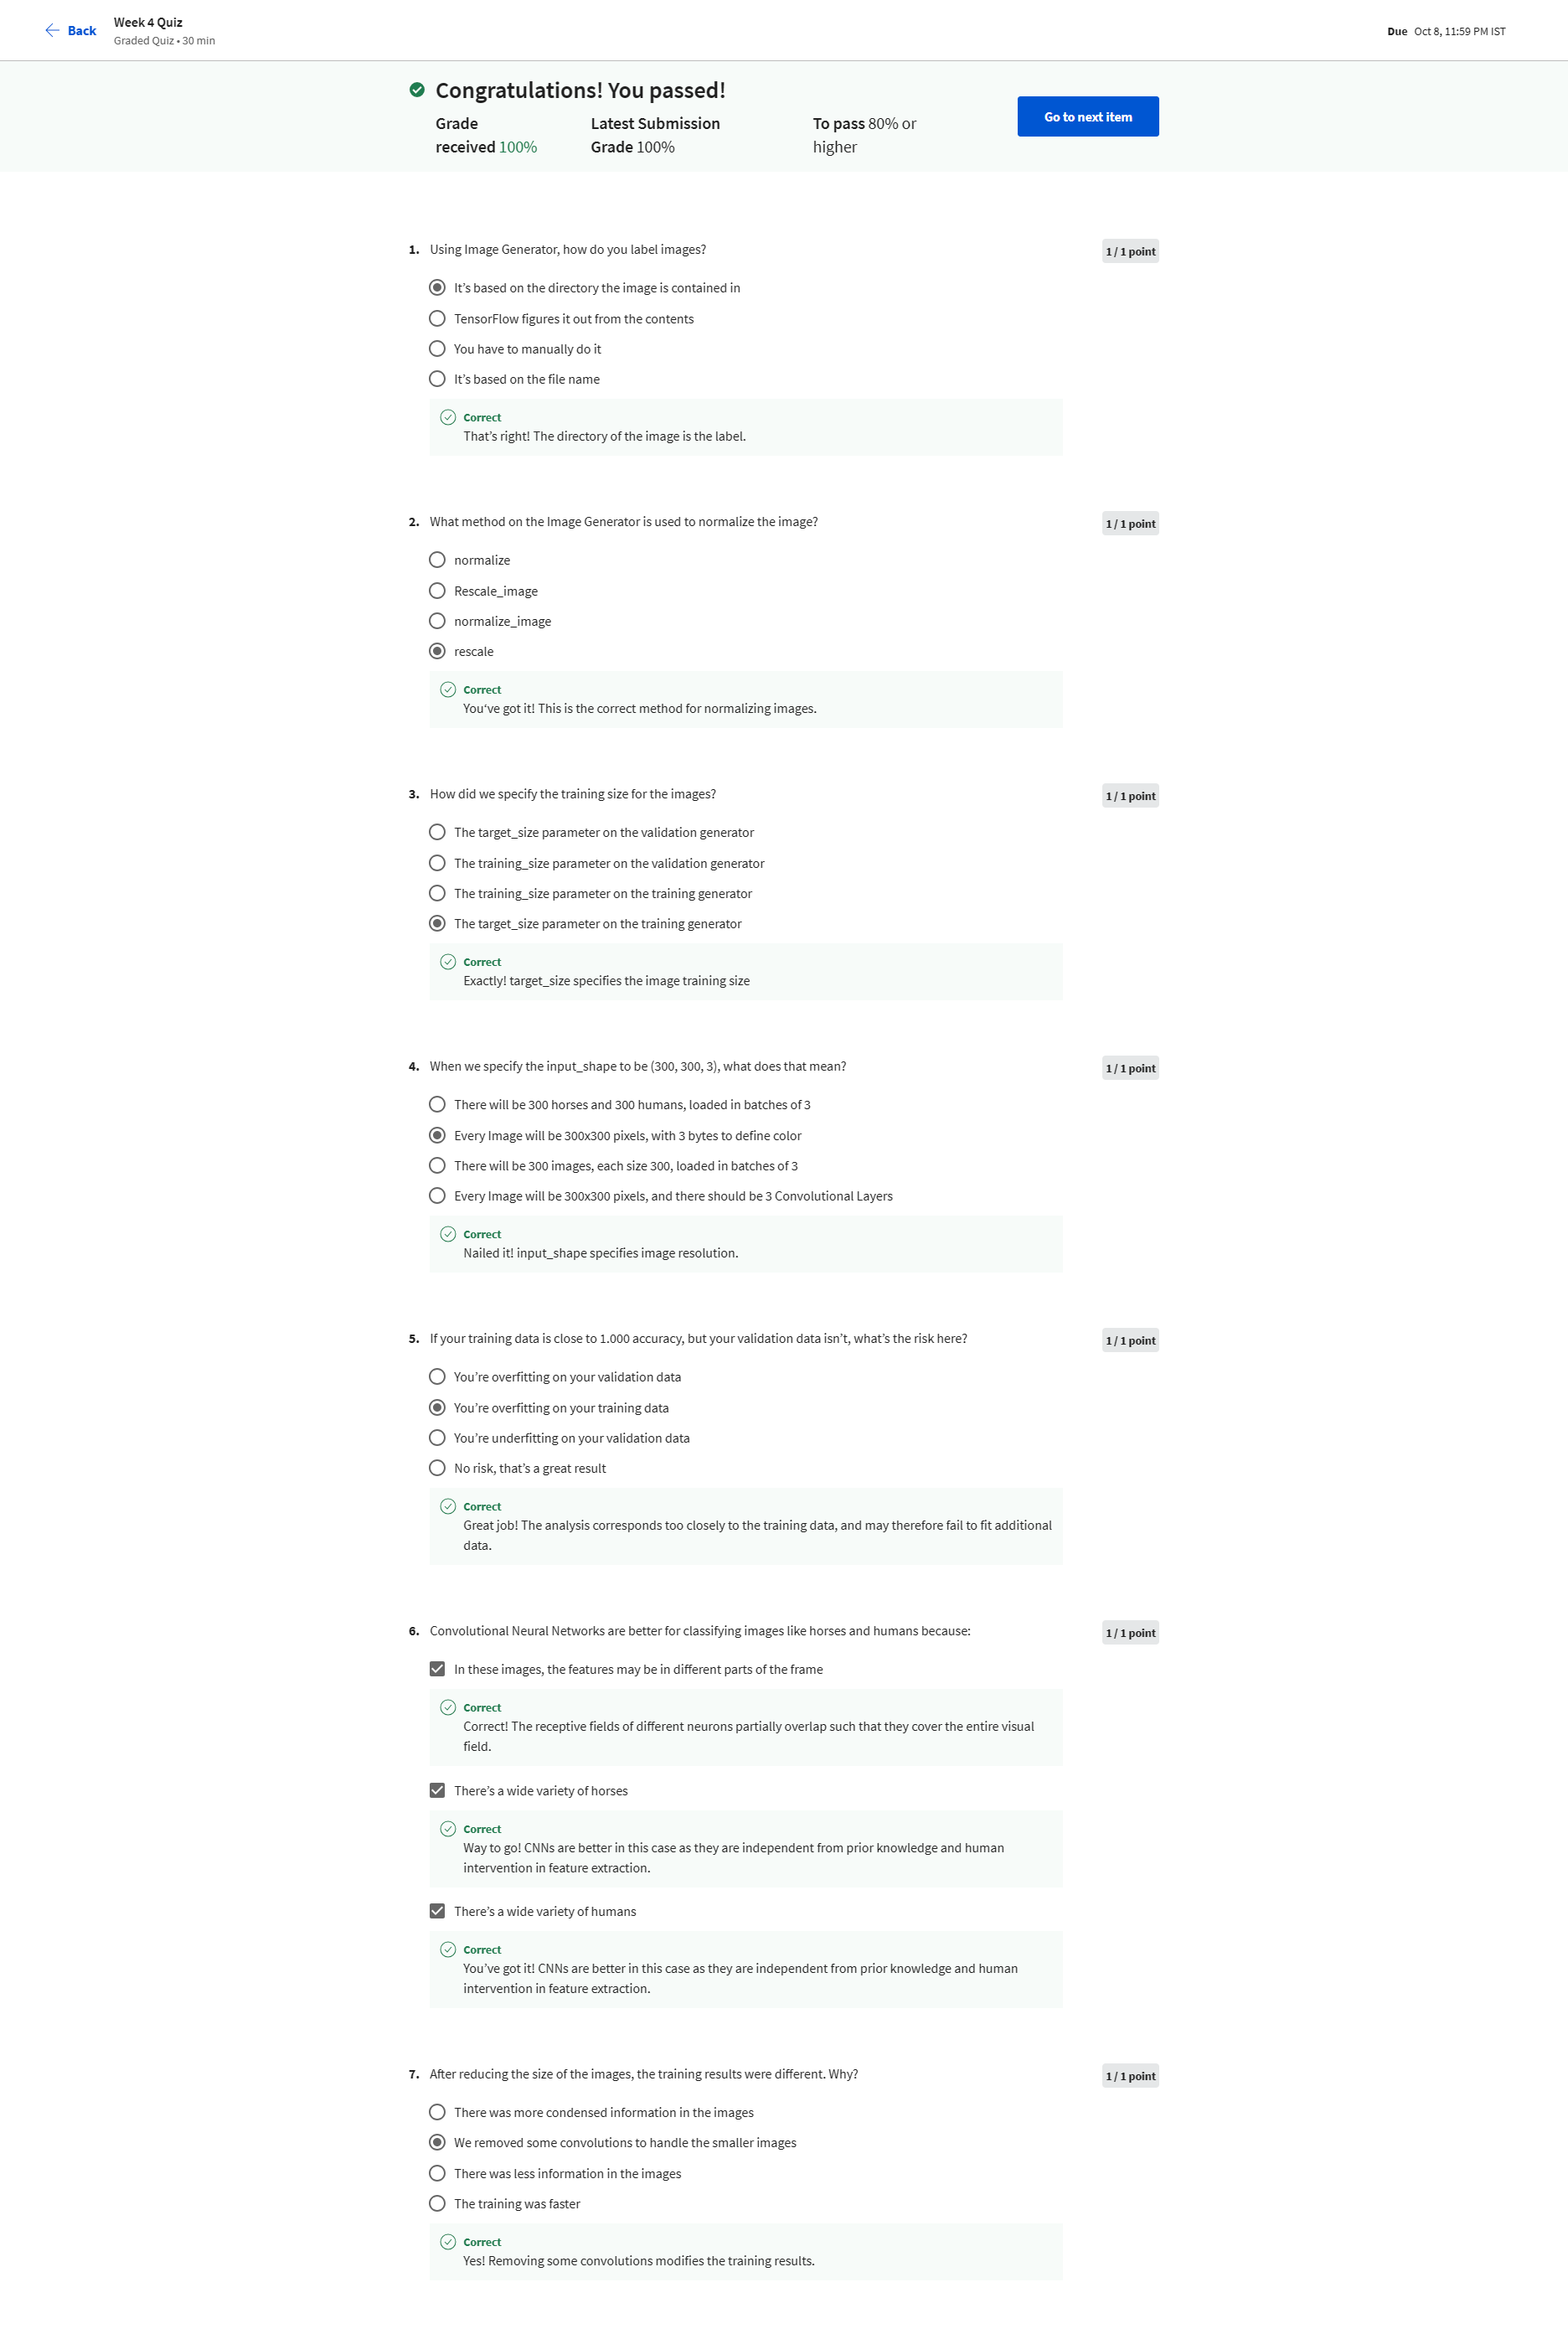 Back
Week 4 Quiz
Graded Quiz • 30 min
Due Oct 8, 11:59 PM IST
Congratulations! You passed!
Grade
received 100%
Latest Submission
Grade 100%
To pass 80% or
higher
Go to next item
1. Using Image Generator, how do you label images?
1 / 1 point
It’s based on the directory the image is contained in
TensorFlow figures it out from the contents
You have to manually do it
It’s based on the file name
Correct
That’s right! The directory of the image is the label.
2. What method on the Image Generator is used to normalize the image?
1 / 1 point
normalize
Rescale_image
normalize_image
rescale
Correct
You‘ve got it! This is the correct method for normalizing images.
3. How did we specify the training size for the images?
1 / 1 point
The target_size parameter on the validation generator
The training_size parameter on the validation generator
The training_size parameter on the training generator
The target_size parameter on the training generator
Correct
Exactly! target_size specifies the image training size
4. When we specify the input_shape to be (300, 300, 3), what does that mean?
1 / 1 point
There will be 300 horses and 300 humans, loaded in batches of 3
Every Image will be 300x300 pixels, with 3 bytes to define color
There will be 300 images, each size 300, loaded in batches of 3
Every Image will be 300x300 pixels, and there should be 3 Convolutional Layers
Correct
Nailed it! input_shape specifies image resolution.
5. If your training data is close to 1.000 accuracy, but your validation data isn’t, what’s the risk here?
1 / 1 point
You’re overfitting on your validation data
You’re overfitting on your training data
You’re underfitting on your validation data
No risk, that’s a great result
Correct
Great job! The analysis corresponds too closely to the training data, and may therefore fail to fit additional
data.
6. Convolutional Neural Networks are better for classifying images like horses and humans because:
1 / 1 point
In these images, the features may be in different parts of the frame
Correct
Correct! The receptive fields of different neurons partially overlap such that they cover the entire visual
field.
There’s a wide variety of horses
Correct
Way to go! CNNs are better in this case as they are independent from prior knowledge and human
intervention in feature extraction.
There’s a wide variety of humans
Correct
You’ve got it! CNNs are better in this case as they are independent from prior knowledge and human
intervention in feature extraction.
7. After reducing the size of the images, the training results were different. Why?
1 / 1 point
There was more condensed information in the images
We removed some convolutions to handle the smaller images
There was less information in the images
The training was faster
Correct
Yes! Removing some convolutions modifies the training results.